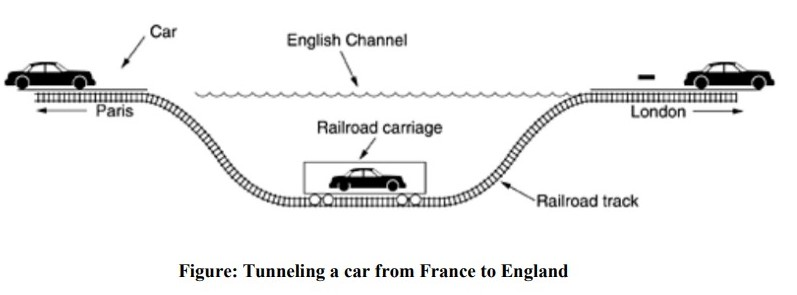 Car
English Channel
Paris
London
Railroad carriage
Railroad track
Figure: Tunneling a car from France to England